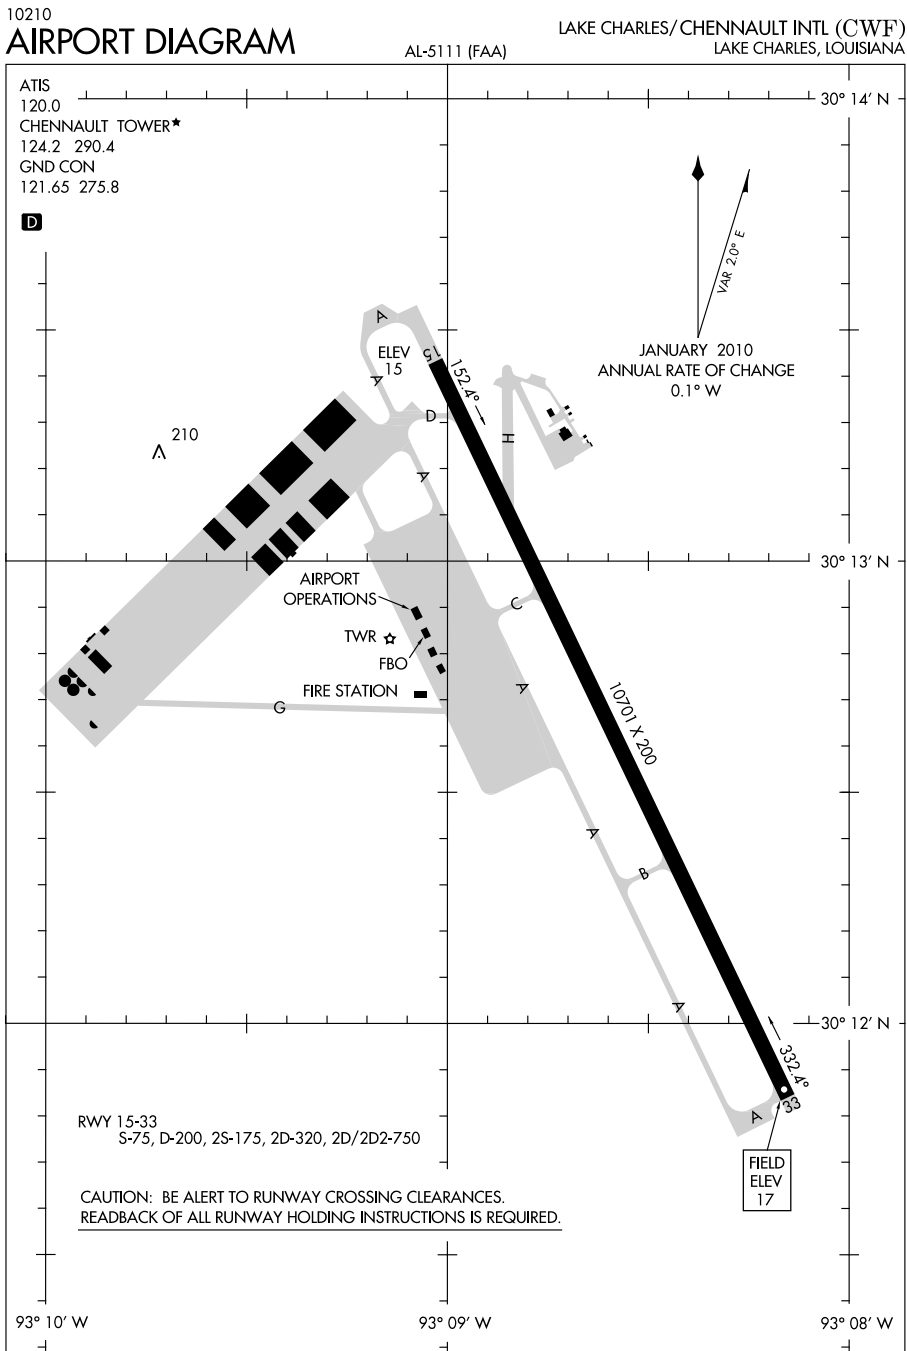 10210
AIRPORT DIAGRAM
AL-5111 (FAA)
LAKE CHARLES/CHENNAULT INTL (CWF)
LAKE CHARLES, LOUISIANA
ATIS
120.0
CHENNAULT TOWER★
124.2 290.4
GND CON
121.65 275.8
D
30° 14' N
VAR 2.0° E
JANUARY 2010
ANNUAL RATE OF CHANGE
0.1° W
A
ELEV
15
15
152.4°
A
D
H
210
A
30° 13' N
AIRPORT
OPERATIONS
C
TWR
FBO
FIRE STATION
A
G
10701 X 200
A
B
A
30° 12' N
332.4°
33
A
RWY 15-33
S-75, D-200, 2S-175, 2D-320, 2D/2D2-750
FIELD
ELEV
17
CAUTION: BE ALERT TO RUNWAY CROSSING CLEARANCES.
READBACK OF ALL RUNWAY HOLDING INSTRUCTIONS IS REQUIRED.
93° 10' W
93° 09' W
93° 08' W